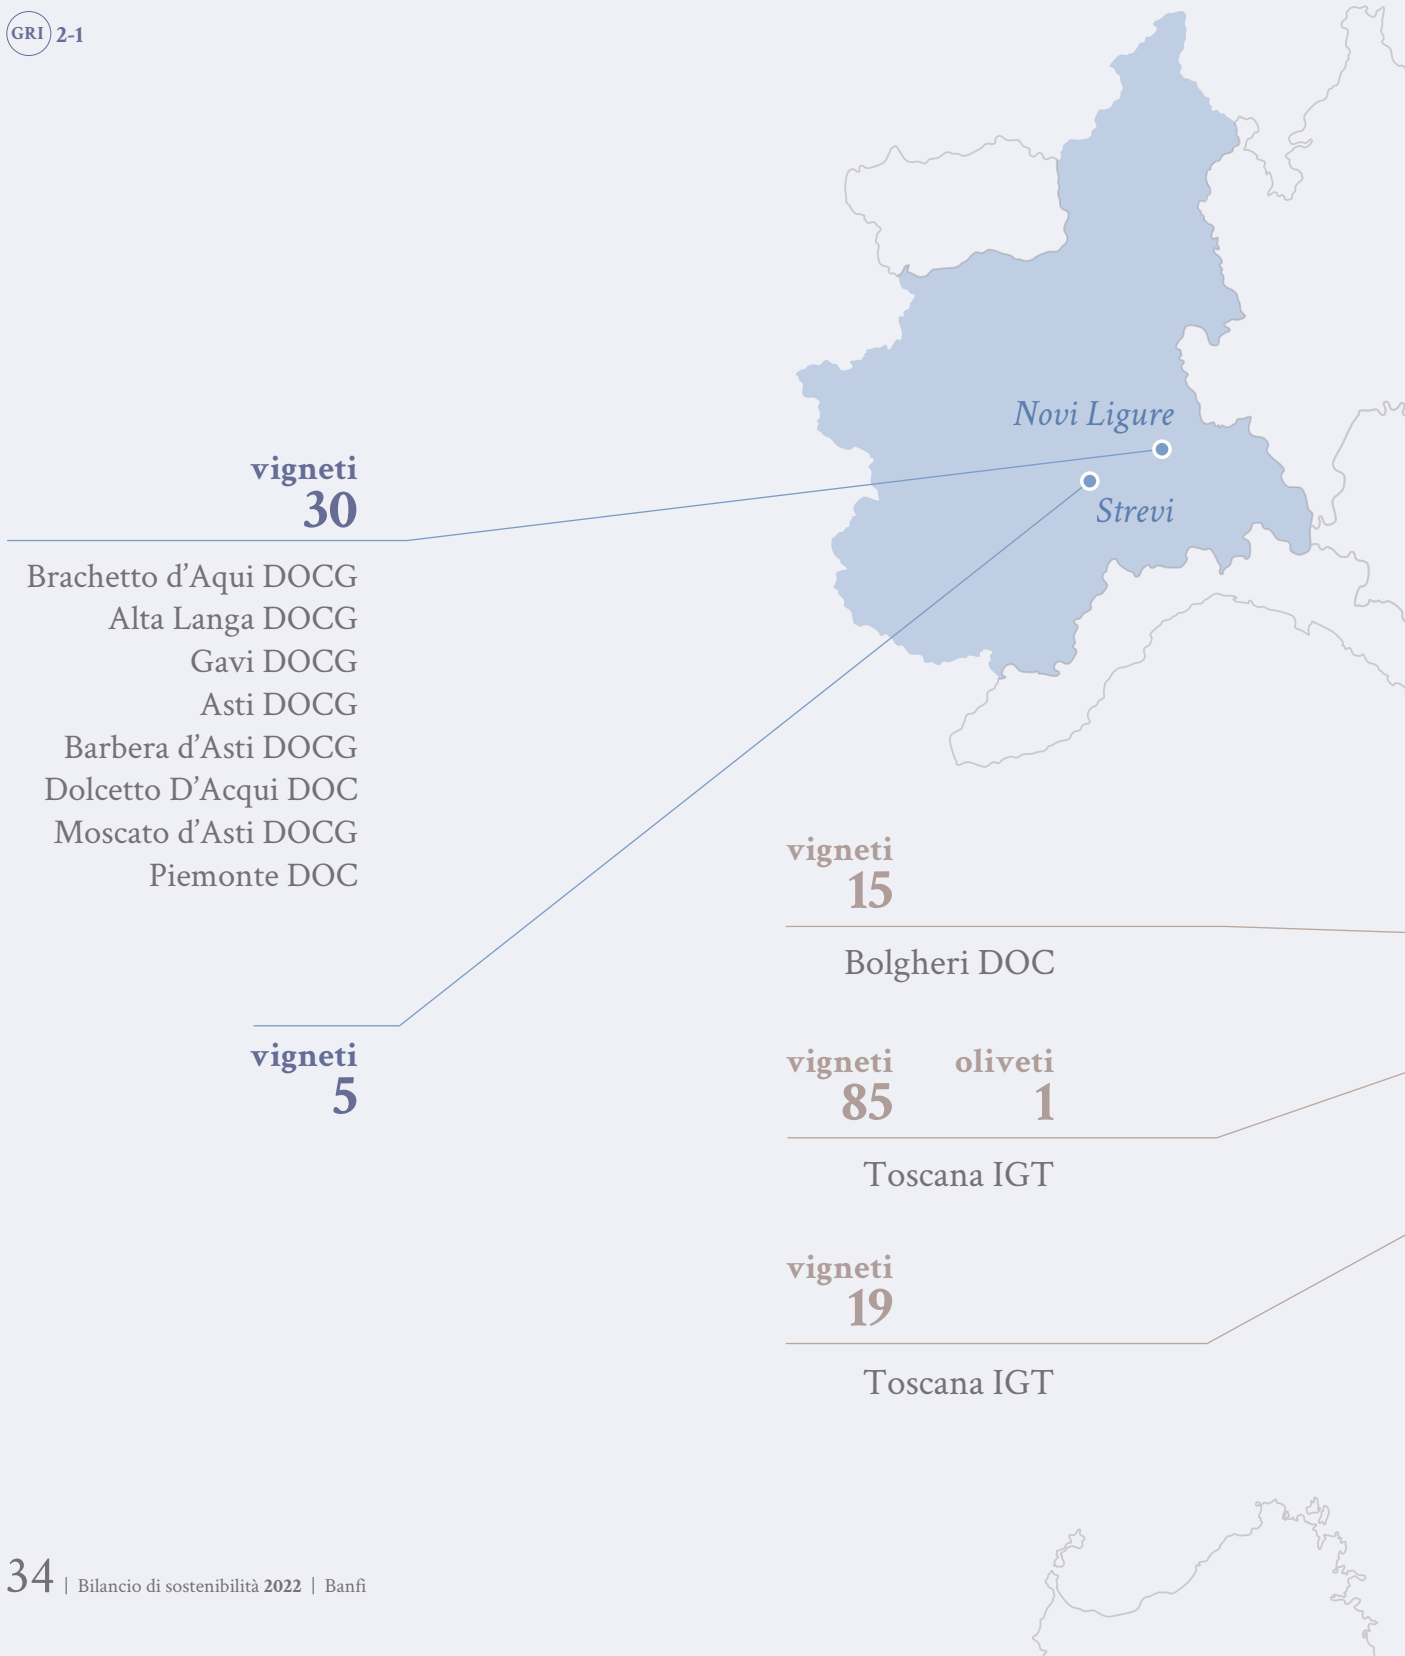 GRI 2-1
Novi Ligure
Strevi
vigneti
30
Brachetto d’Aqui DOCG
Alta Langa DOCG
Gavi DOCG
Asti DOCG
Barbera d’Asti DOCG
Dolcetto D’Acqui DOC
Moscato d’Asti DOCG
Piemonte DOC
vigneti
5
vigneti
15
Bolgheri DOC
vigneti oliveti
85 1
Toscana IGT
vigneti
19
Toscana IGT
34 | Bilancio di sostenibilità 2022 | Banfi